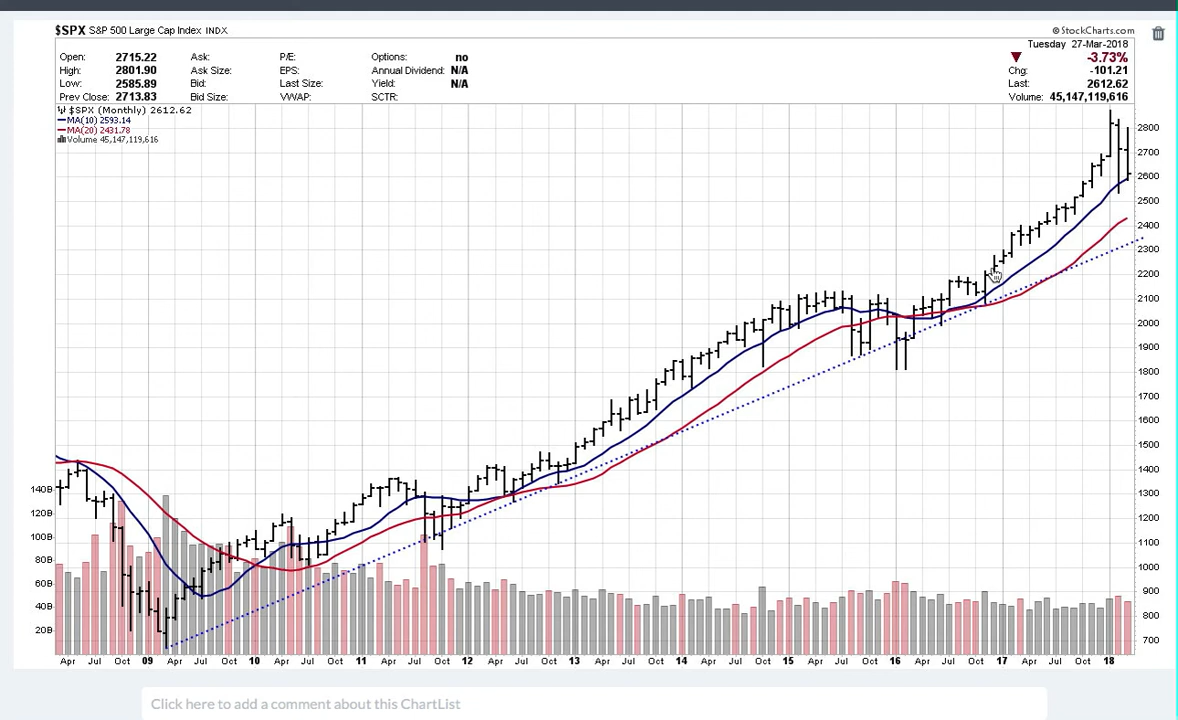 $SPX S&P 500 Large Cap Index INDX
© StockCharts.com
Tuesday 27-Mar-2018
Open: 2715.22 Ask: P/E: Options: no -3.73%
High: 2801.90 Ask Size: EPS: Annual Dividend: N/A Chg: -101.21
Low: 2585.89 Bid: Last Size: Yield: N/A Last: 2612.62
Prev Close: 2713.83 Bid Size: VWAP: SCTR: Volume: 45,147,119,616
$SPX (Monthly) 2612.62
MA(10) 2593.14
MA(20) 2431.78
Volume 45,147,119,616
2800
2700
2600
2500
2400
2300
2200
2100
2000
1900
1800
1700
1600
1500
1400
1300
1200
1100
1000
900
800
700
140B
120B
100B
80B
60B
40B
20B
Apr Jul Oct 09 Apr Jul Oct 10 Apr Jul Oct 11 Apr Jul Oct 12 Apr Jul Oct 13 Apr Jul Oct 14 Apr Jul Oct 15 Apr Jul Oct 16 Apr Jul Oct 17 Apr Jul Oct 18
Click here to add a comment about this ChartList